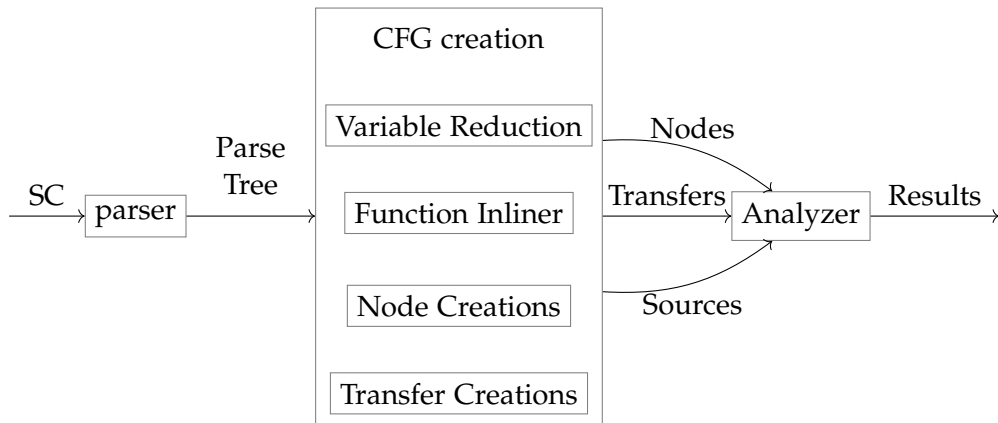 CFG creation
Variable Reduction
Nodes
Parse
Tree
SC
parser
Function Inliner
Transfers
Analyzer
Results
Node Creations
Sources
Transfer Creations